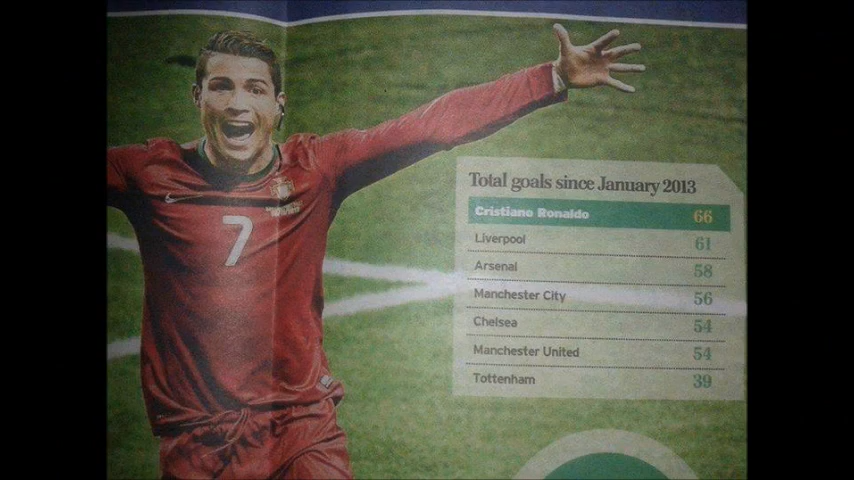 7
Total goals since January 2013
Cristiano Ronaldo 66
Liverpool 61
Arsenal 58
Manchester City 56
Chelsea 54
Manchester United 54
Tottenham 39